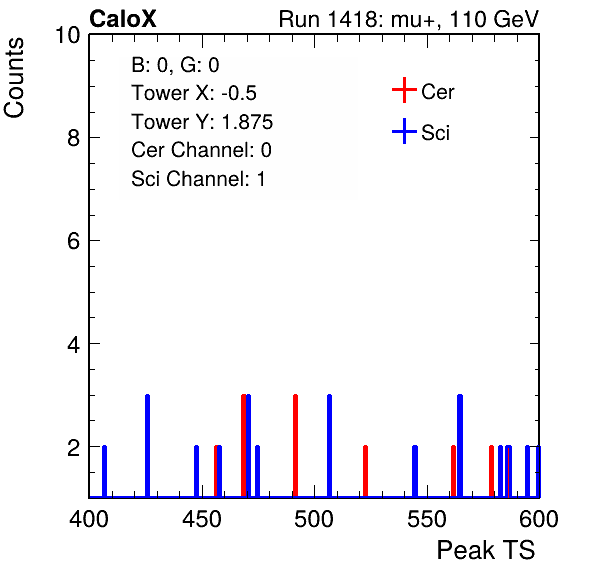 CaloX Run 1418: mu+, 110 GeV
Counts
10
8
6
4
2
B: 0, G: 0
Tower X: -0.5
Tower Y: 1.875
Cer Channel: 0
Sci Channel: 1
Cer
Sci
400 450 500 550 600
Peak TS